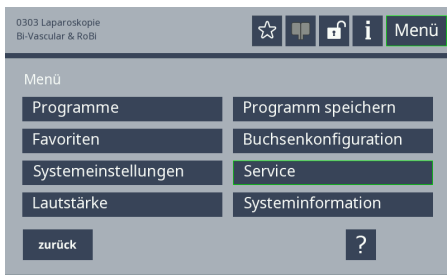 0303 Laparoskopie
Bi-Vascular & RoBi
i
Menü
Menü
Programme
Programm speichern
Favoriten
Buchsenkonfiguration
Systemeinstellungen
Service
Lautstärke
Systeminformation
zurück
?